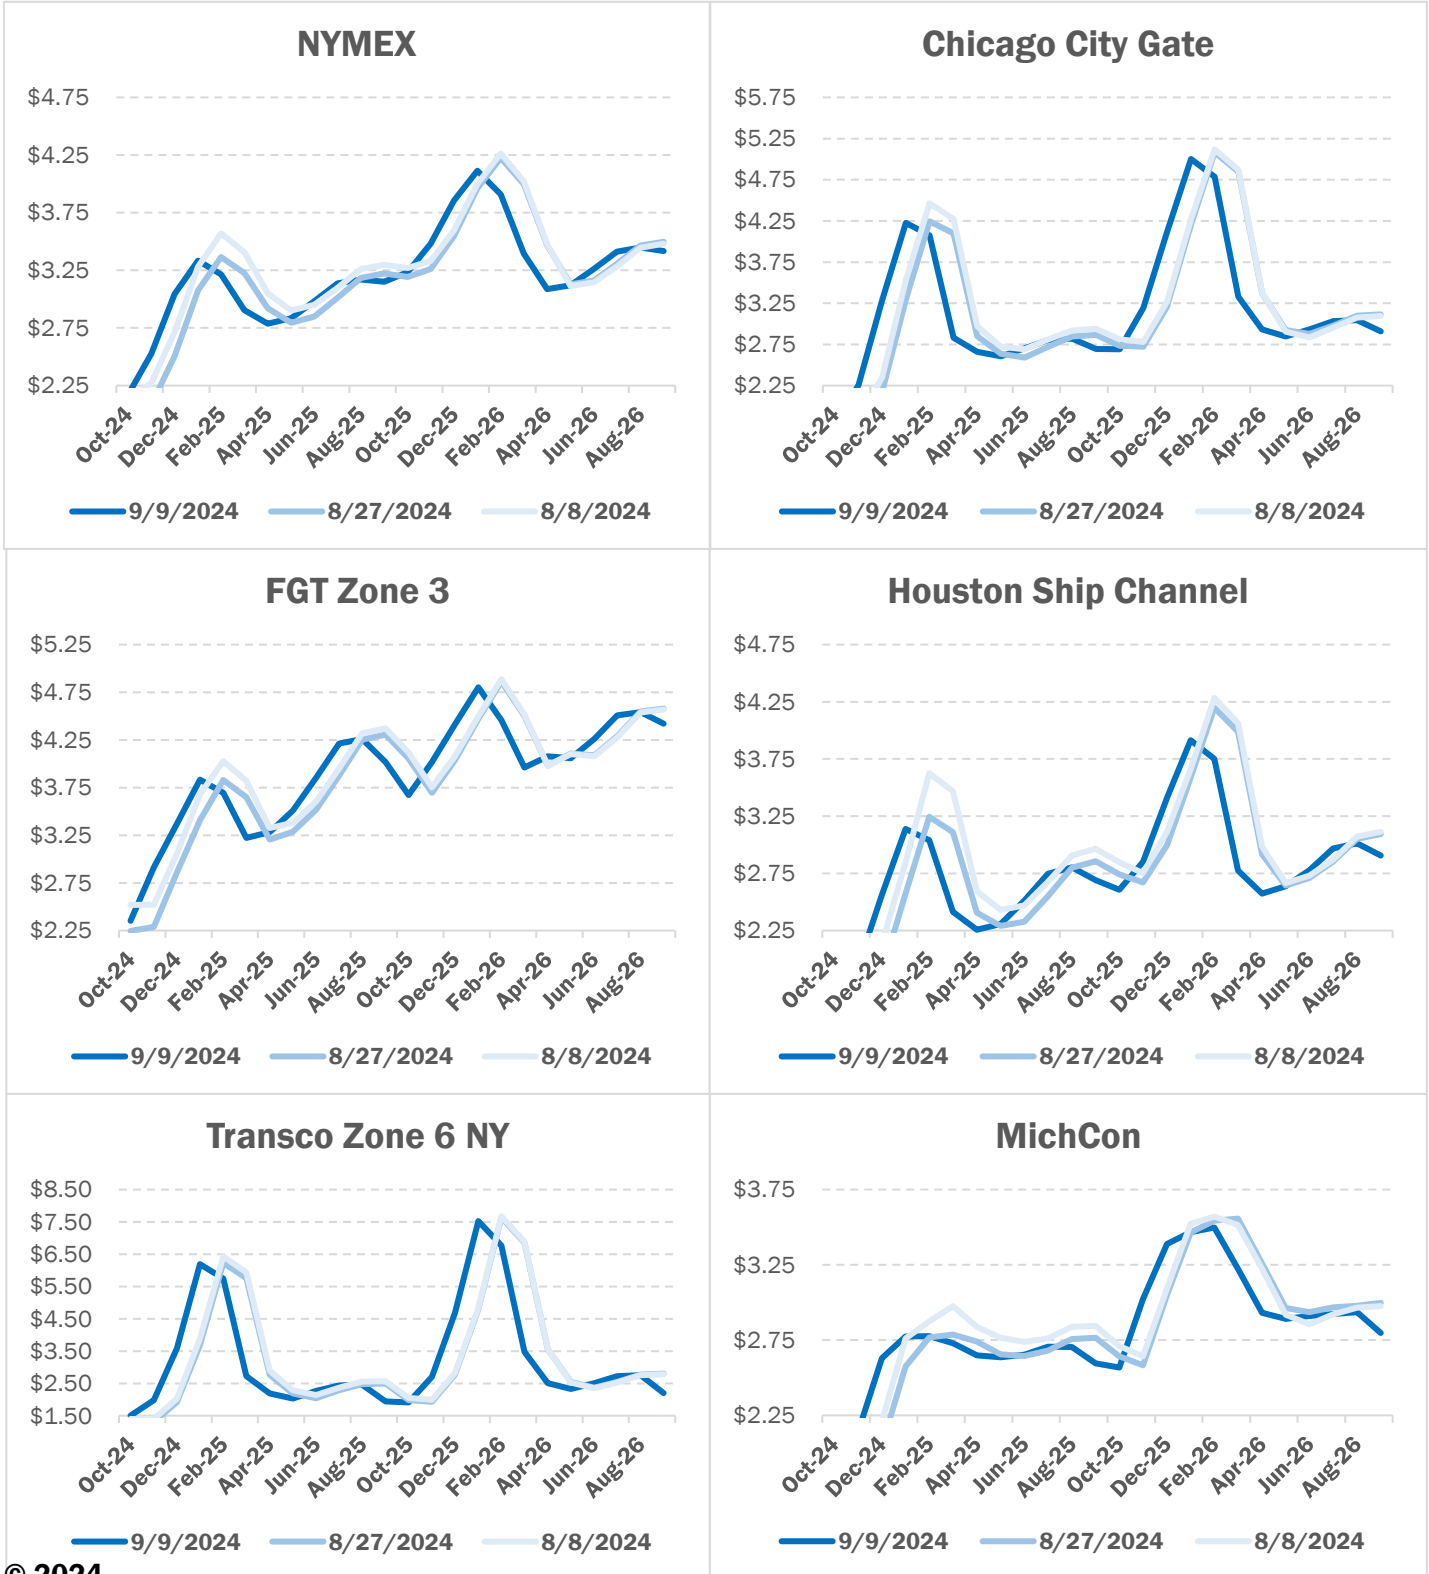 NYMEX
$4.75
$4.25
$3.75
$3.25
$2.75
$2.25
Oct-24 Dec-24 Feb-25 Apr-25 Jun-25 Aug-25 Oct-25 Dec-25 Feb-26 Apr-26 Jun-26 Aug-26
9/9/2024 8/27/2024 8/8/2024
Chicago City Gate
$5.75
$5.25
$4.75
$4.25
$3.75
$3.25
$2.75
$2.25
Oct-24 Dec-24 Feb-25 Apr-25 Jun-25 Aug-25 Oct-25 Dec-25 Feb-26 Apr-26 Jun-26 Aug-26
9/9/2024 8/27/2024 8/8/2024
FGT Zone 3
$5.25
$4.75
$4.25
$3.75
$3.25
$2.75
$2.25
Oct-24 Dec-24 Feb-25 Apr-25 Jun-25 Aug-25 Oct-25 Dec-25 Feb-26 Apr-26 Jun-26 Aug-26
9/9/2024 8/27/2024 8/8/2024
Houston Ship Channel
$4.75
$4.25
$3.75
$3.25
$2.75
$2.25
Oct-24 Dec-24 Feb-25 Apr-25 Jun-25 Aug-25 Oct-25 Dec-25 Feb-26 Apr-26 Jun-26 Aug-26
9/9/2024 8/27/2024 8/8/2024
Transco Zone 6 NY
$8.50
$7.50
$6.50
$5.50
$4.50
$3.50
$2.50
$1.50
Oct-24 Dec-24 Feb-25 Apr-25 Jun-25 Aug-25 Oct-25 Dec-25 Feb-26 Apr-26 Jun-26 Aug-26
9/9/2024 8/27/2024 8/8/2024
MichCon
$3.75
$3.25
$2.75
$2.25
Oct-24 Dec-24 Feb-25 Apr-25 Jun-25 Aug-25 Oct-25 Dec-25 Feb-26 Apr-26 Jun-26 Aug-26
9/9/2024 8/27/2024 8/8/2024
© 2024